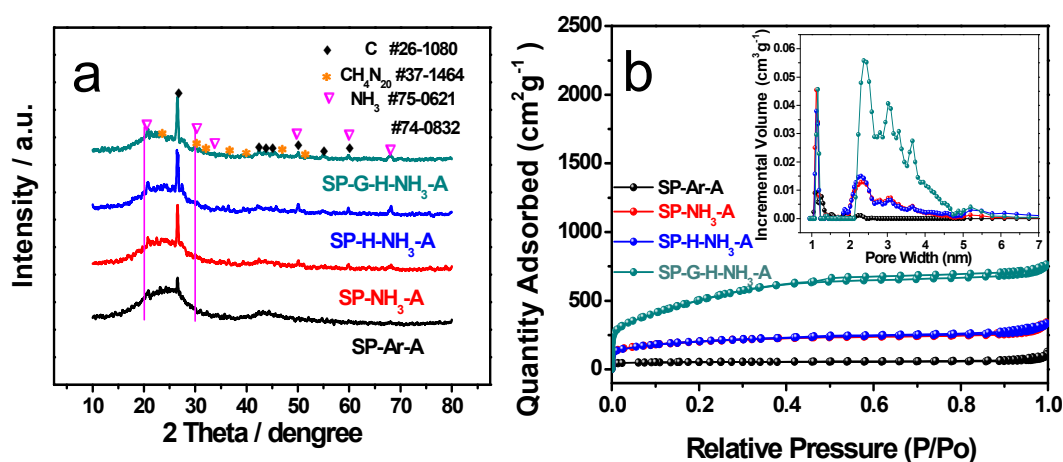 a
C #26-1080
CH4N20 #37-1464
NH3 #75-0621
#74-0832
SP-G-H-NH3-A
SP-H-NH3-A
SP-NH3-A
SP-Ar-A
Intensity / a.u.
10 20 30 40 50 60 70 80
2 Theta / dengree
b
Quantity Adsorbed (cm2g-1)
2500
2000
1750
1500
1250
1000
750
500
250
0
0.0 0.2 0.4 0.6 0.8 1.0
Relative Pressure (P/Po)
SP-Ar-A
SP-NH3-A
SP-H-NH3-A
SP-G-H-NH3-A
Incremental Volume (cm3g-1)
0.06
0.05
0.04
0.03
0.02
0.01
0.00
1 2 3 4 5 6 7
Pore Width (nm)